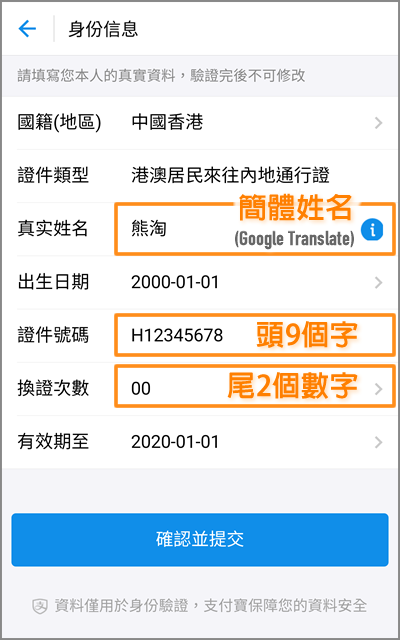 身份信息
請填寫您本人的真實資料，驗證完後不可修改
國籍(地區) 中國香港
證件類型 港澳居民來往內地通行證
真实姓名 熊淘 簡體姓名
(Google Translate)
出生日期 2000-01-01
證件號碼 H12345678 頭9個字
換證次數 00 尾2個數字
有效期至 2020-01-01
確認並提交
資料僅用於身份驗證，支付寶保障您的資料安全